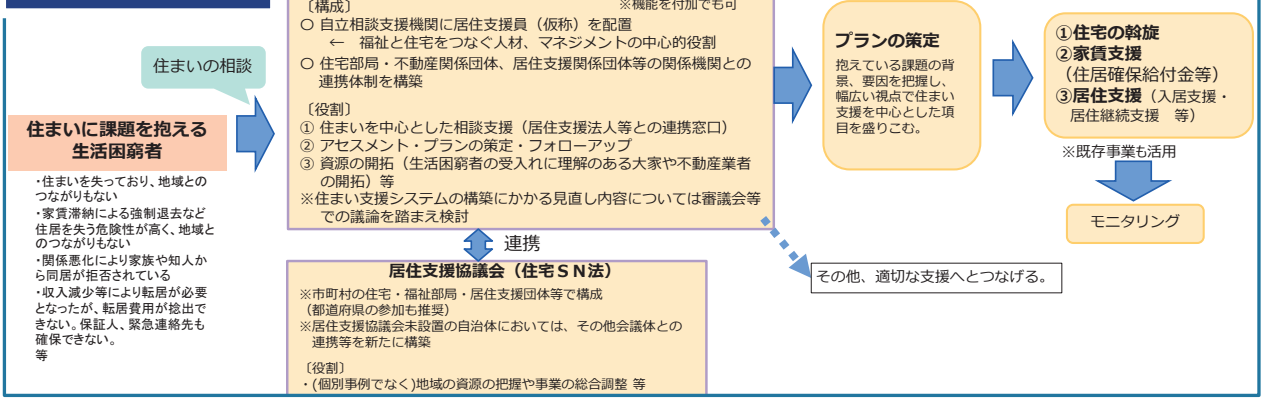 〔構成〕
※機能を付加でも可
〇 自立相談支援機関に居住支援員（仮称）を配置
← 福祉と住宅をつなぐ人材、マネジメントの中心的役割
〇 住宅部局・不動産関係団体、居住支援関係団体等の関係機関との
連携体制を構築
〔役割〕
① 住まいを中心とした相談支援（居住支援法人等との連携窓口）
② アセスメント・プランの策定・フォローアップ
③ 資源の開拓（生活困窮者の受入れに理解のある大家や不動産業者
の開拓）等
※住まい支援システムの構築にかかる見直し内容については審議会等
での議論を踏まえ検討
住まいの相談
住まいに課題を抱える
生活困窮者
・住まいを失っており、地域との
つながりもない
・家賃滞納による強制退去など
住居を失う危険性が高く、地域と
のつながりもない
・関係悪化により家族や知人か
ら同居が拒否されている
・収入減少等により転居が必要
となったが、転居費用が捻出で
きない。保証人、緊急連絡先も
確保できない。
等
連携
居住支援協議会（住宅ＳＮ法）
※市町村の住宅・福祉部局・居住支援団体等で構成
（都道府県の参加も推奨）
※居住支援協議会未設置の自治体においては、その他会議体との
連携等を新たに構築
〔役割〕
・(個別事例でなく)地域の資源の把握や事業の総合調整 等
プランの策定
抱えている課題の背
景、要因を把握し、
幅広い視点で住まい
支援を中心とした項
目を盛りこむ。
①住宅の斡旋
②家賃支援
（住居確保給付金等）
③居住支援（入居支援・
居住継続支援 等）
※既存事業も活用
モニタリング
その他、適切な支援へとつなげる。